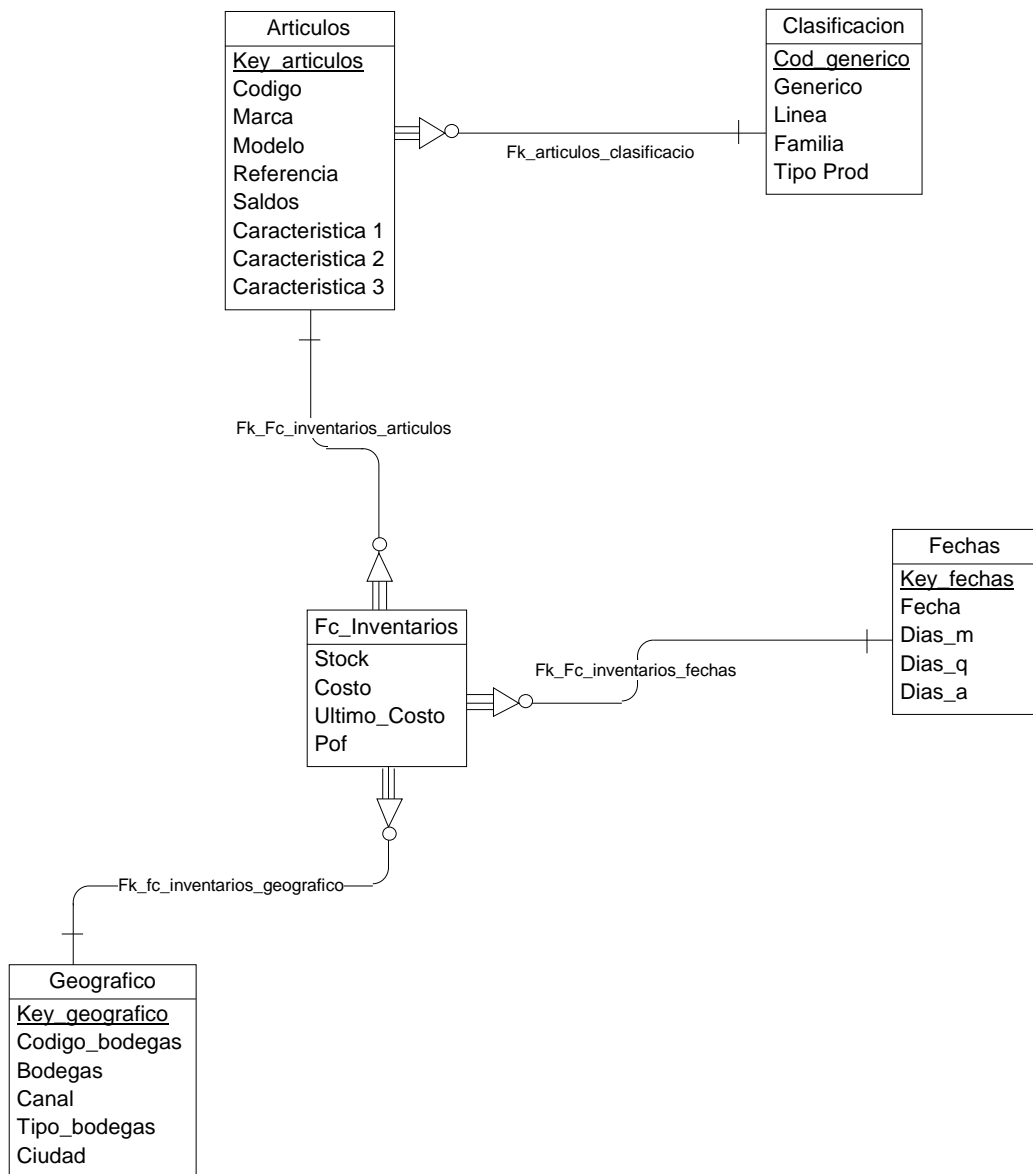 Articulos
Key_articulos
Codigo
Marca
Modelo
Referencia
Saldos
Caracteristica 1
Caracteristica 2
Caracteristica 3
Clasificacion
Cod_generico
Generico
Linea
Familia
Tipo Prod
Fk_articulos_clasificacio
Fk_Fc_inventarios_articulos
Fc_Inventarios
Stock
Costo
Ultimo_Costo
Pof
Fk_Fc_inventarios_fechas
Fechas
Key_fechas
Fecha
Dias_m
Dias_q
Dias_a
Fk_fc_inventarios_geografico
Geografico
Key_geografico
Codigo_bodegas
Bodegas
Canal
Tipo_bodegas
Ciudad